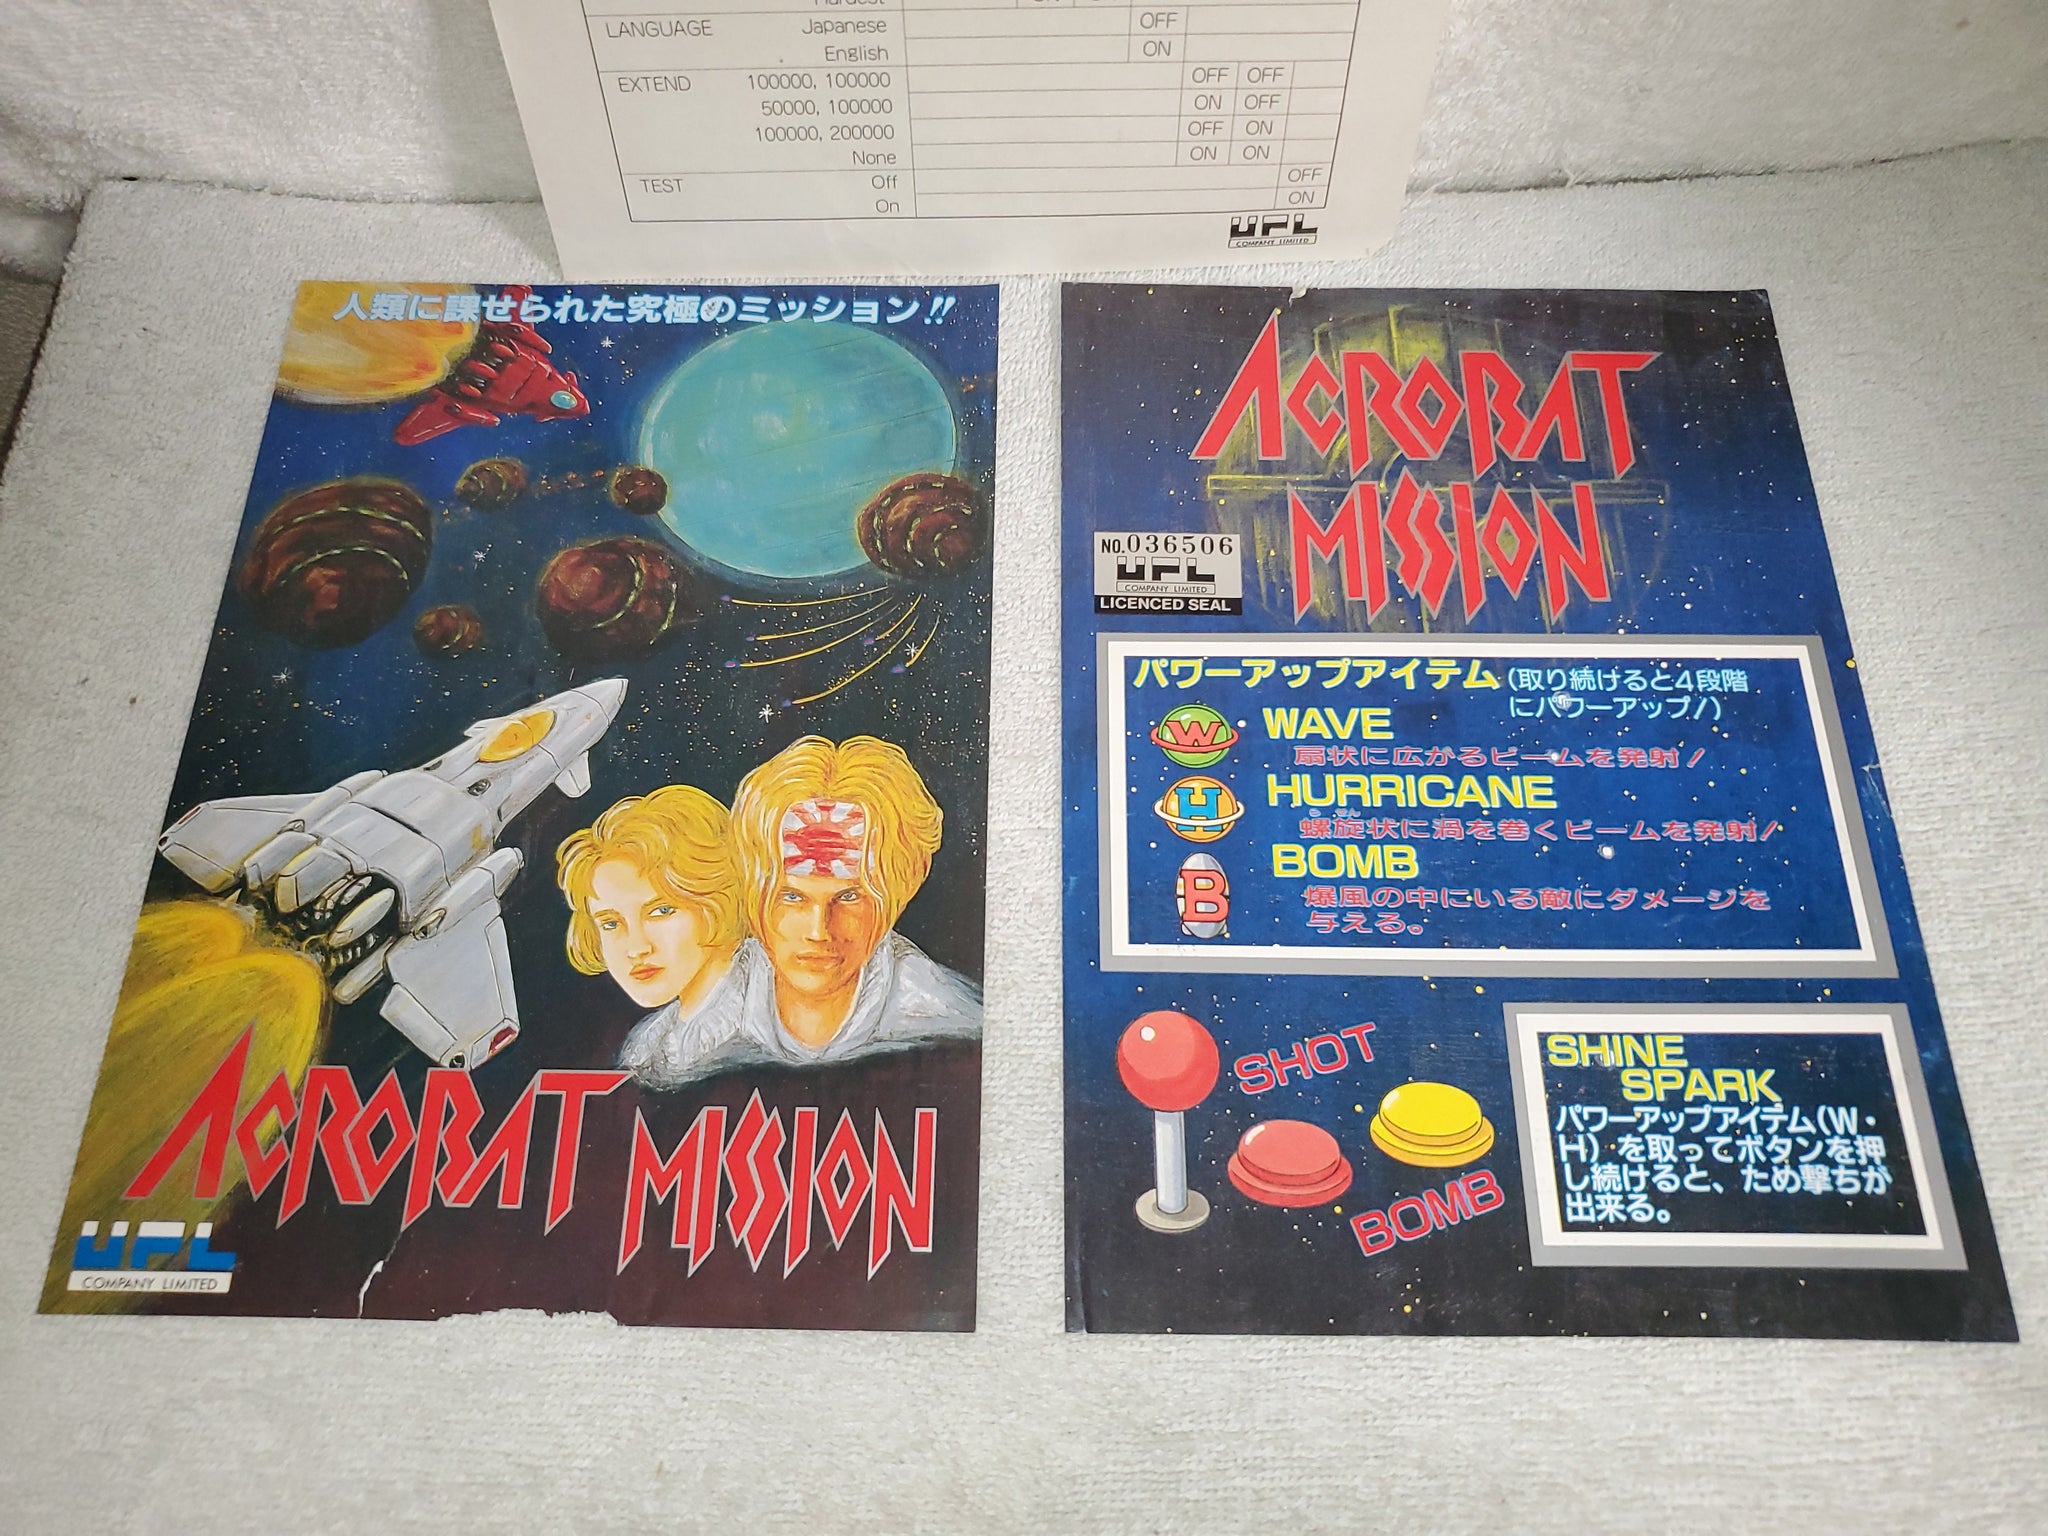 LANGUAGE Japanese OFF
English ON
EXTEND 100000, 100000 OFF OFF
50000, 100000 ON OFF
100000, 200000 OFF ON
None ON ON
TEST Off OFF
On ON
UPL
COMPANY LIMITED
人類に課せられた究極のミッション!!
ACROBAT MISSION
UPL
COMPANY LIMITED
ACROBAT
MISSION
NO.036506
UPL
COMPANY LIMITED
LICENCED SEAL
パワーアップアイテム(取り続けると4段階
にパワーアップ!)
W WAVE
扇状に広がるビームを発射!
H HURRICANE
らせん
螺旋状に渦を巻くビームを発射!
B BOMB
爆風の中にいる敵にダメージを
与える。
SHOT
BOMB
SHINE
SPARK
パワーアップアイテム(W・
H)を取ってボタンを押
し続けると、ため撃ちが
出来る。